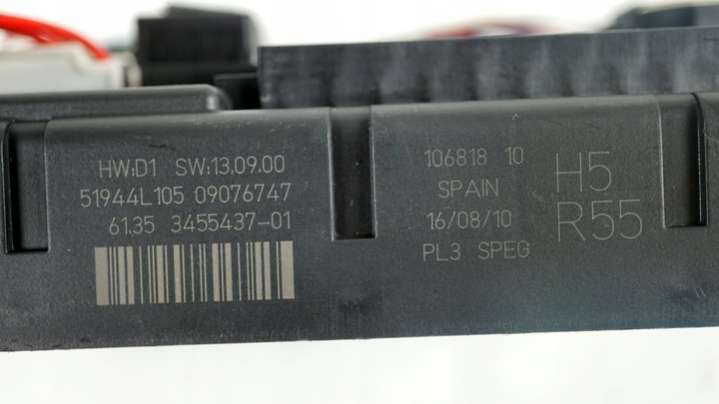 HW:D1 SW:13.09.00
51944L105 09076747
61.35 3455437-01
106818 10
SPAIN
16/08/10
PL3 SPEG
H5
R55